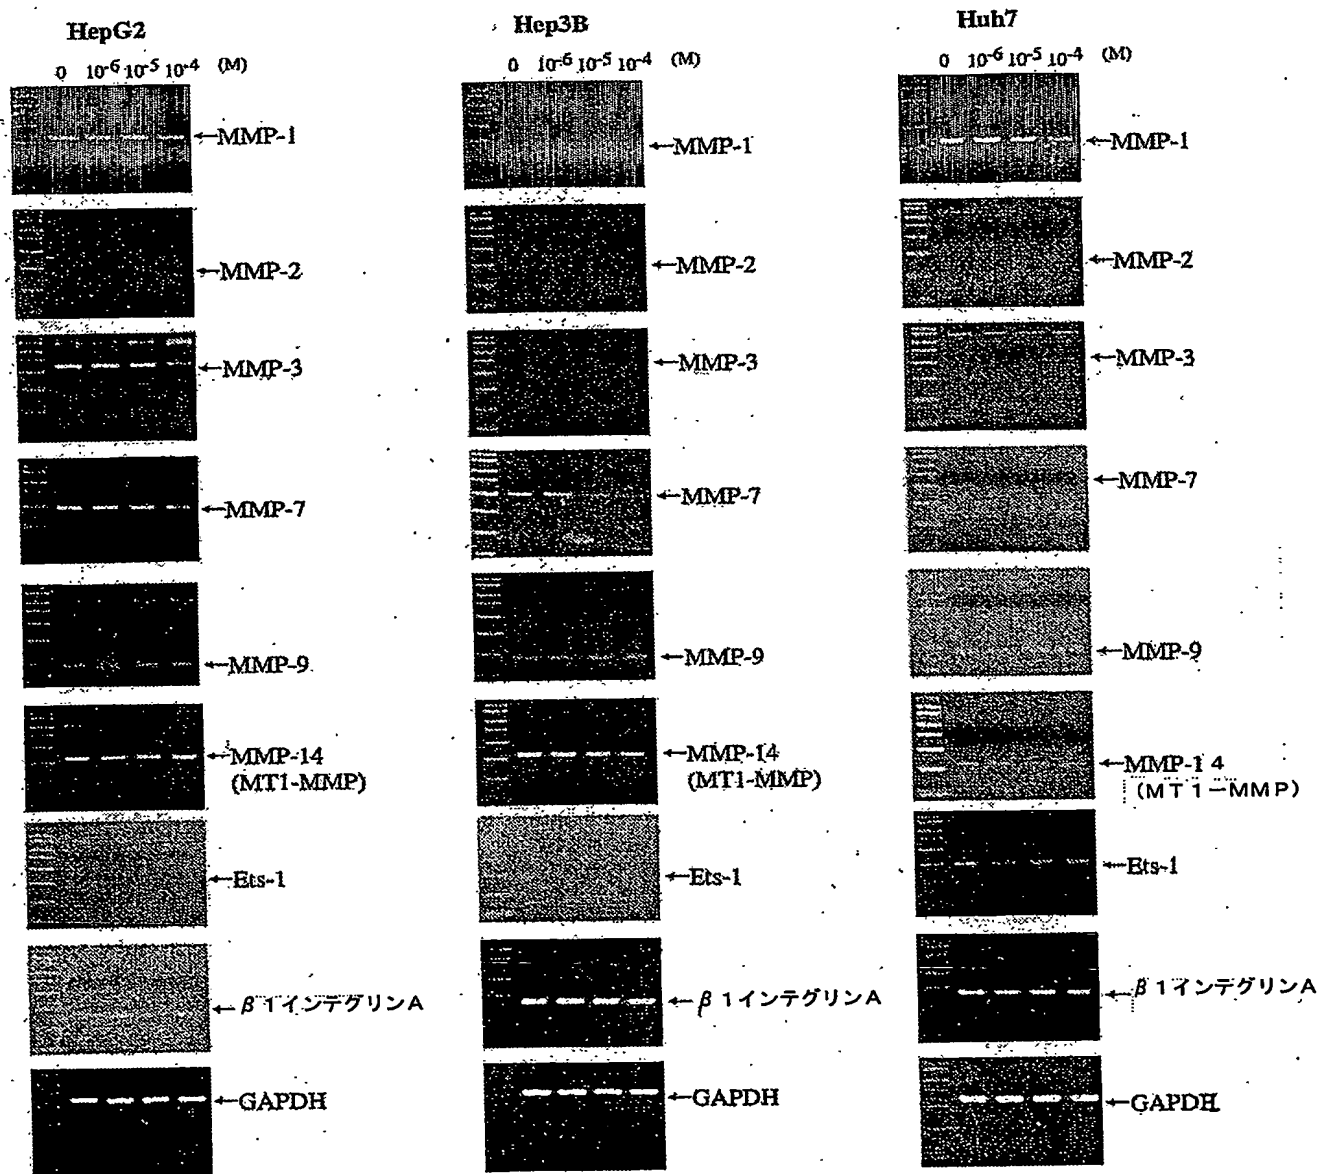 HepG2
0 10⁻⁶ 10⁻⁵ 10⁻⁴ (M)
←MMP-1
←MMP-2
←MMP-3
←MMP-7
←MMP-9
←MMP-14
(MT1-MMP)
←Ets-1
←β1インテグリンA
←GAPDH
Hep3B
0 10⁻⁶ 10⁻⁵ 10⁻⁴ (M)
←MMP-1
←MMP-2
←MMP-3
←MMP-7
←MMP-9
←MMP-14
(MT1-MMP)
←Ets-1
←β1インテグリンA
←GAPDH
Huh7
0 10⁻⁶ 10⁻⁵ 10⁻⁴ (M)
←MMP-1
←MMP-2
←MMP-3
←MMP-7
←MMP-9
←MMP-14
(MT1-MMP)
←Ets-1
←β1インテグリンA
←GAPDH